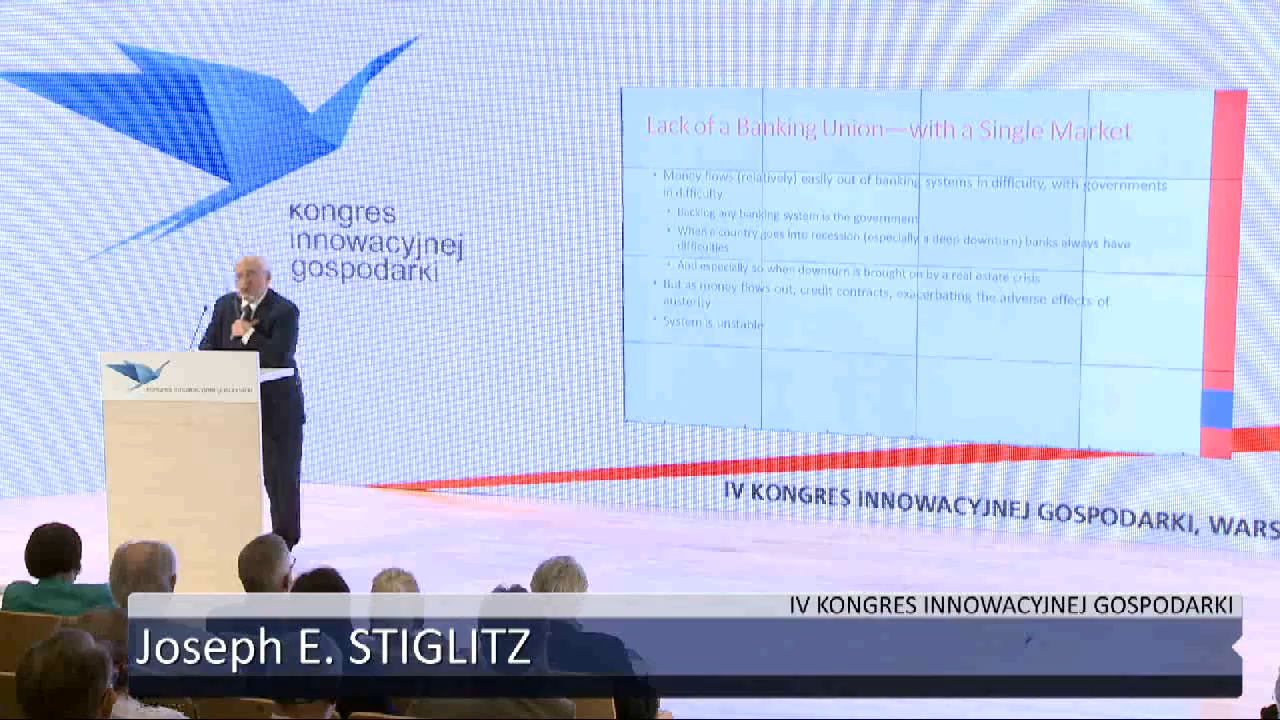 Kongres
innowacyjnej
gospodarki
Lack of a Banking Union—with a Single Market
• Money flows (relatively) easily out of banking systems in difficulty, with governments
in difficulty
• Backing any banking system is the government
• When a country goes into recession (especially a deep downturn) banks always have
difficulties
• And especially so when downturn is brought on by a real estate crisis
• But as money flows out, credit contracts, exacerbating the adverse effects of
austerity
• System is unstable
KONGRES INNOWACYJNEJ GOSPODARKI
IV KONGRES INNOWACYJNEJ GOSPODARKI, WARS
IV KONGRES INNOWACYJNEJ GOSPODARKI
Joseph E. STIGLITZ